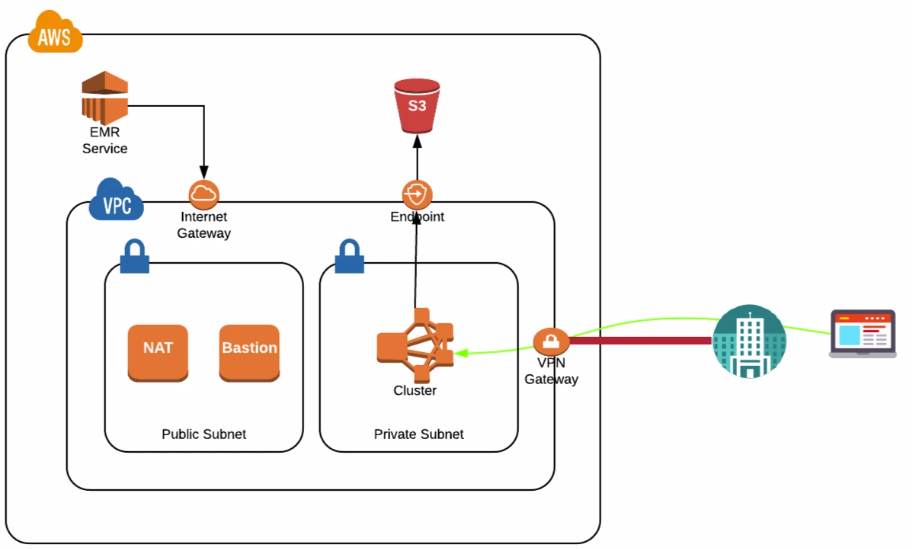 AWS
EMR
Service
S3
VPC
Internet
Gateway
Endpoint
NAT
Bastion
Cluster
VPN
Gateway
Public Subnet
Private Subnet